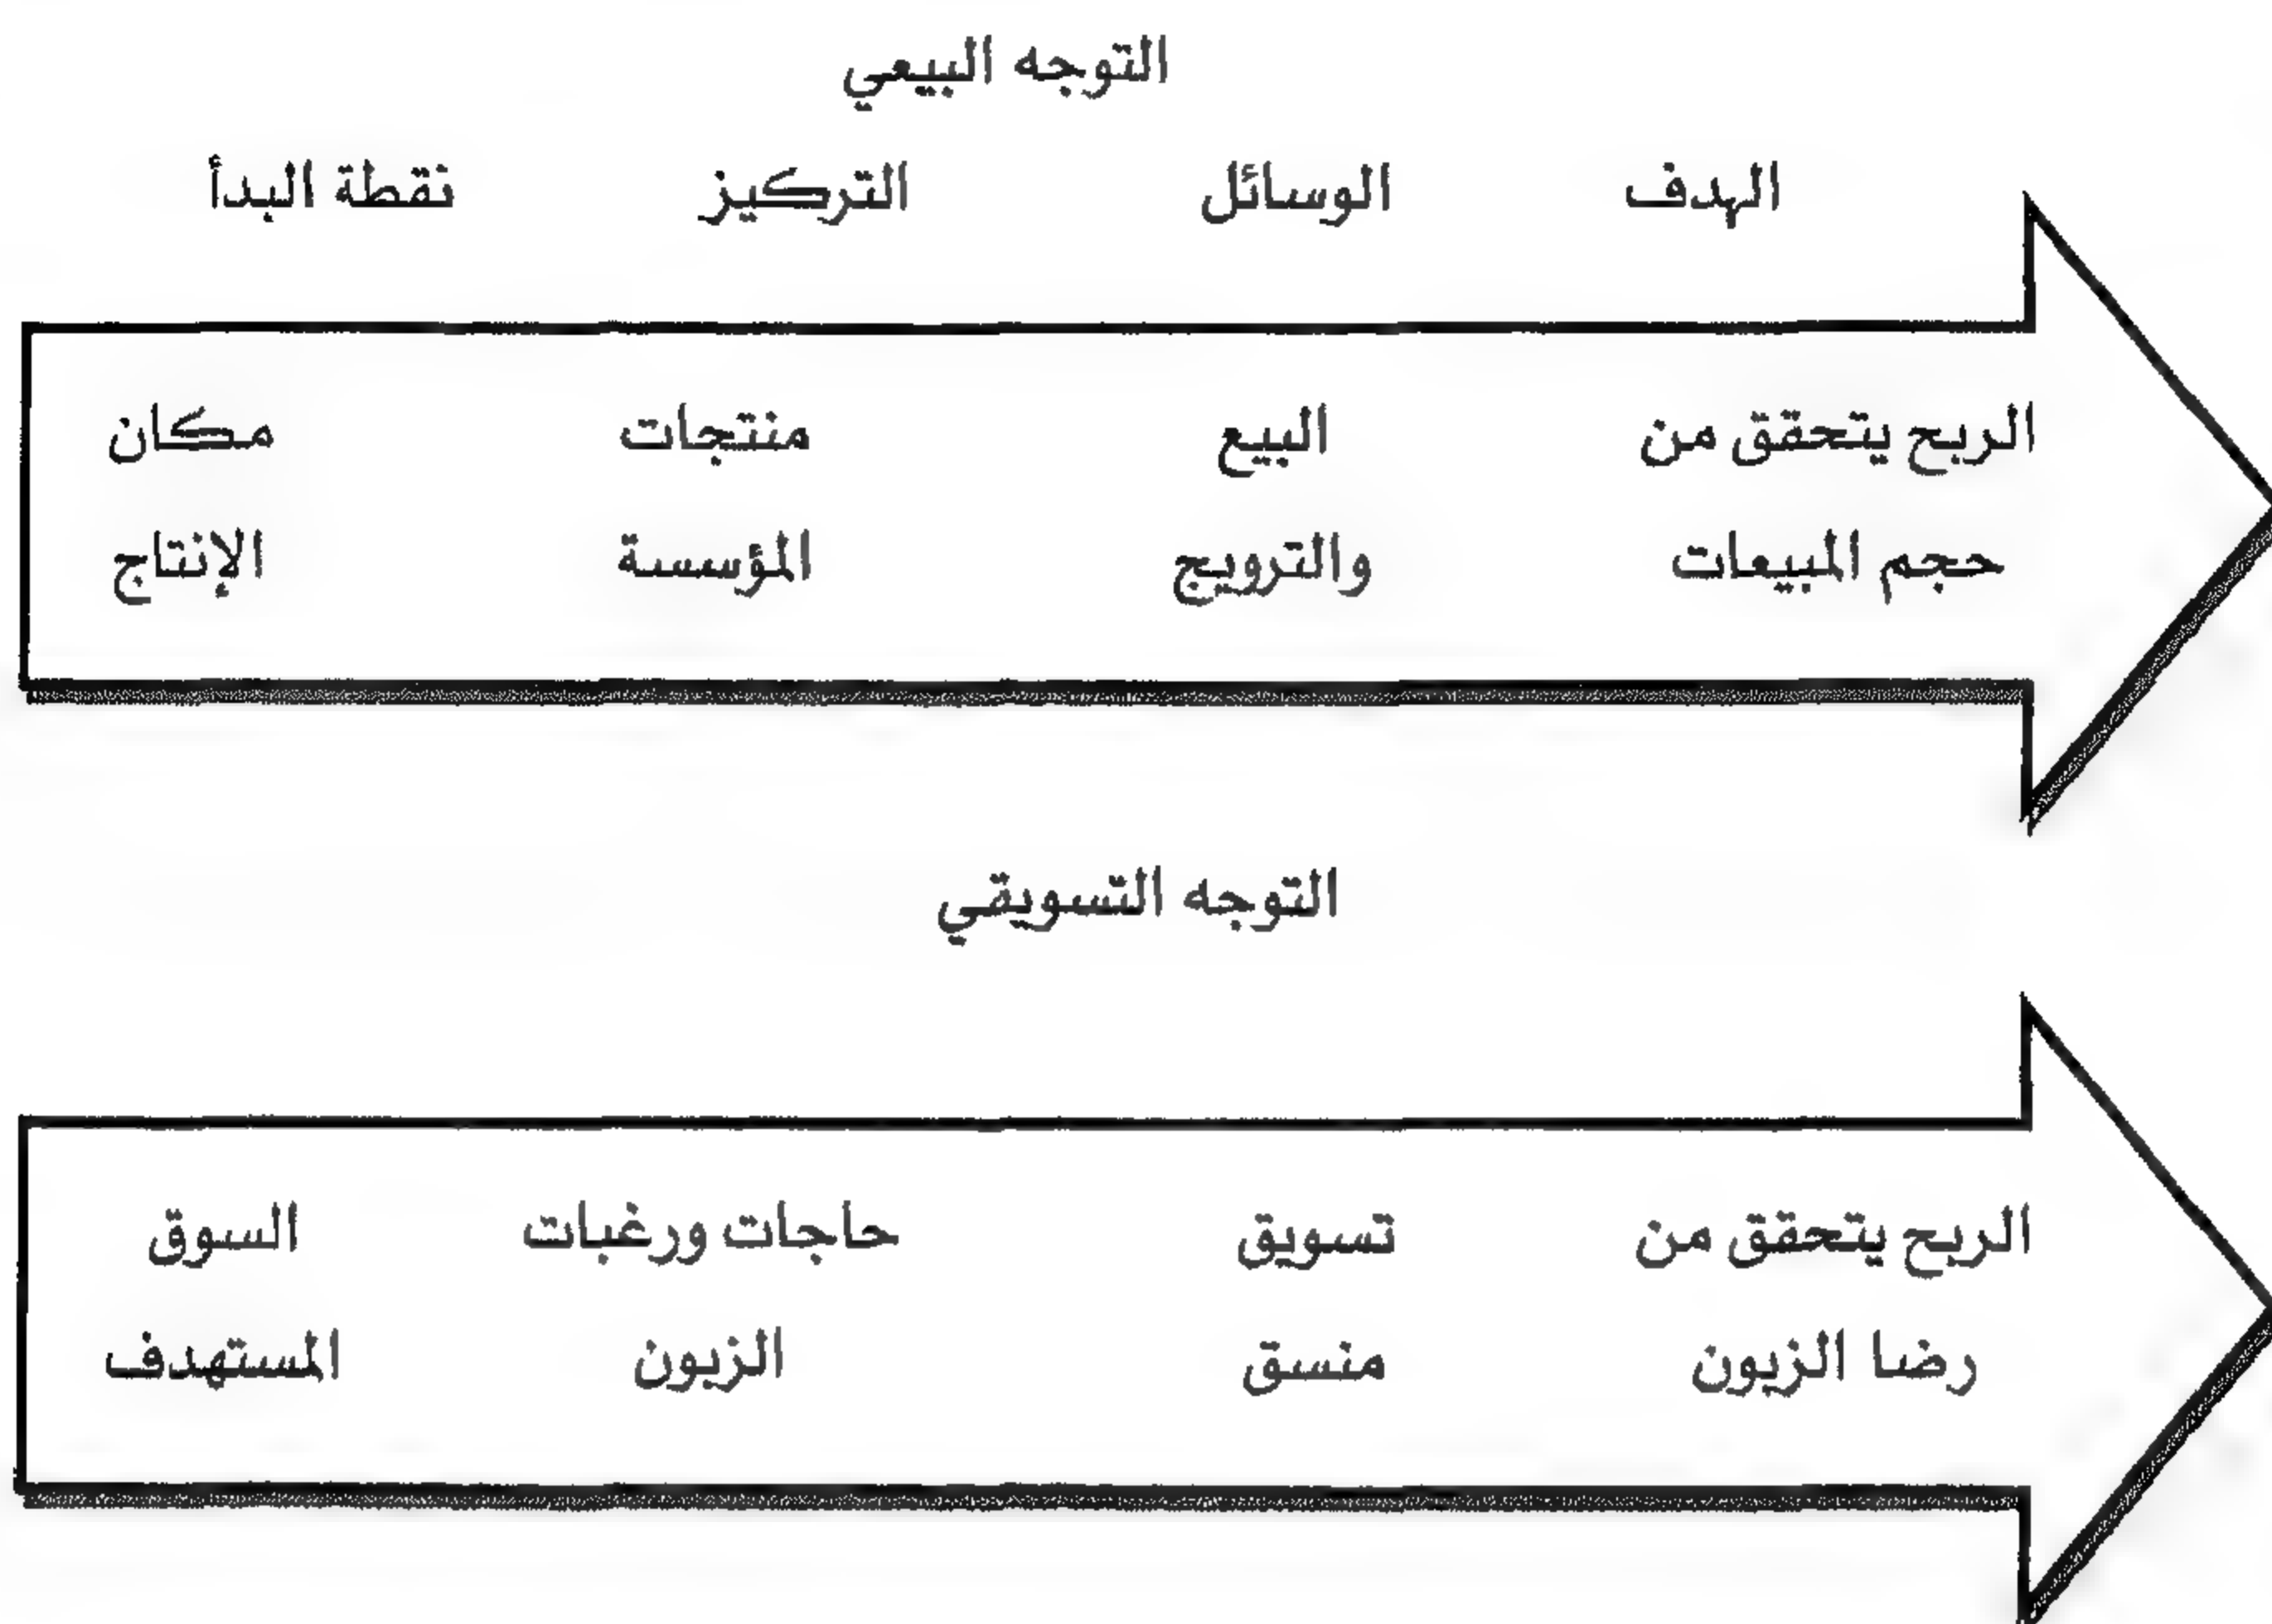 التوجه البيعي
نقطة البدأ التركيز الوسائل الهدف
مكان منتجات البيع الربح يتحقق من
الإنتاج المؤسسة والترويج حجم المبيعات
التوجه التسويقي
السوق حاجات ورغبات تسويق الربح يتحقق من
المستهدف الزبون منسق رضا الزبون